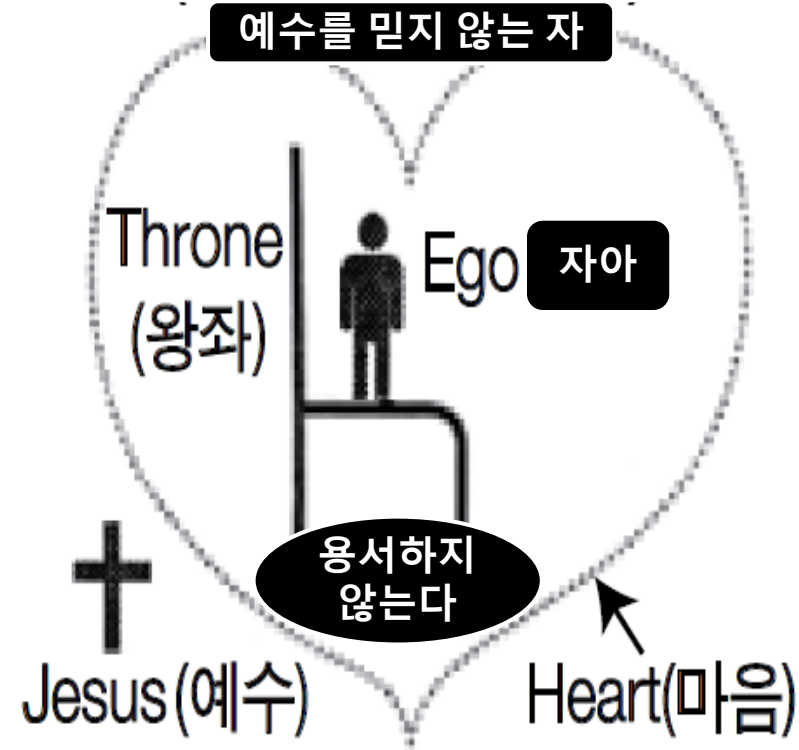 예수를 믿지 않는 자
Throne
(왕좌)
Ego 자아
용서하지
않는다
Jesus(예수)
Heart(마음)